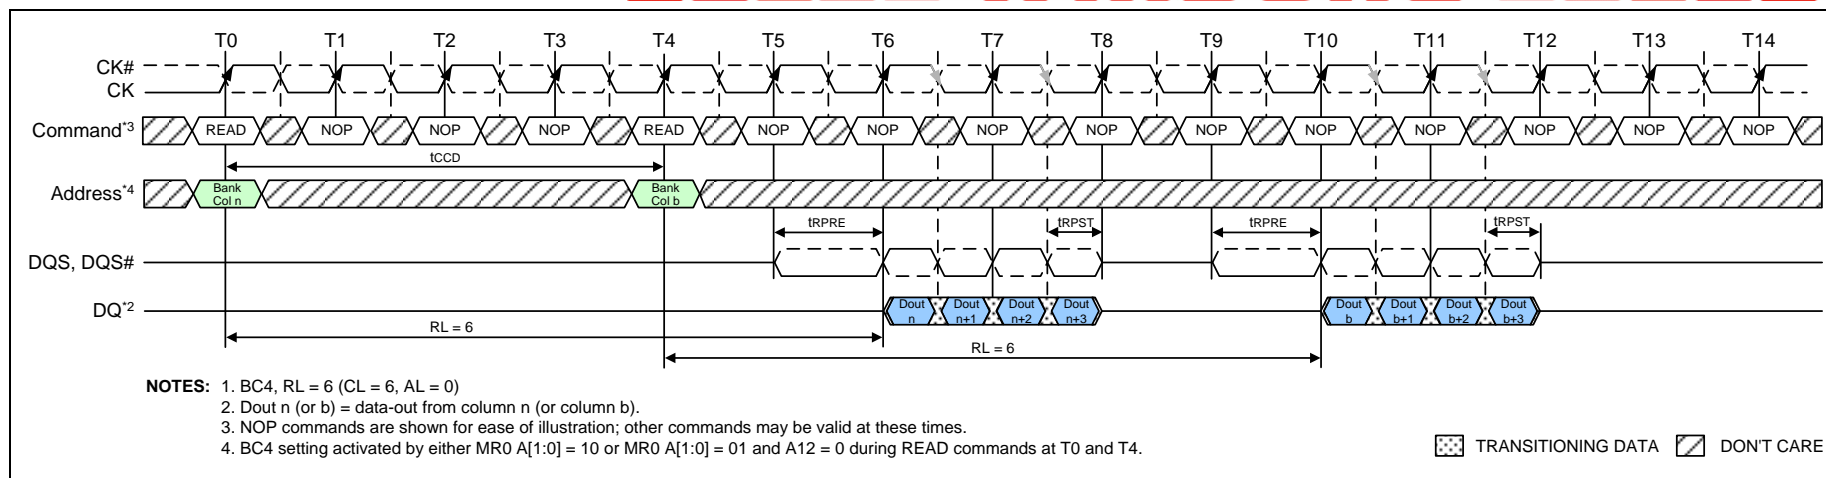 T0 T1 T2 T3 T4 T5 T6 T7 T8 T9 T10 T11 T12 T13 T14
CK#
CK
Command*3 READ NOP NOP NOP READ NOP NOP NOP NOP NOP NOP NOP NOP NOP NOP
tCCD
Address*4 Bank Col n Bank Col b
tRPRE tRPST tRPRE tRPST
DQS, DQS#
DQ*2 Dout n Dout n+1 Dout n+2 Dout n+3 Dout b Dout b+1 Dout b+2 Dout b+3
RL = 6
RL = 6
NOTES: 1. BC4, RL = 6 (CL = 6, AL = 0)
2. Dout n (or b) = data-out from column n (or column b).
3. NOP commands are shown for ease of illustration; other commands may be valid at these times.
4. BC4 setting activated by either MR0 A[1:0] = 10 or MR0 A[1:0] = 01 and A12 = 0 during READ commands at T0 and T4.
TRANSITIONING DATA DON'T CARE